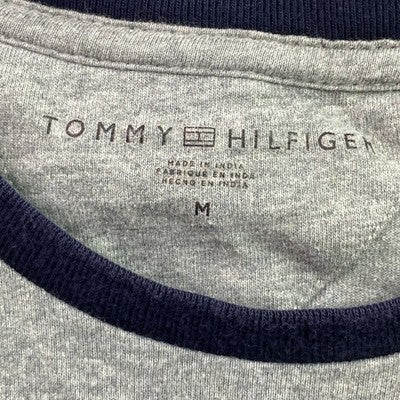 TOMMY HILFIGER
MADE IN INDIA
FABRIQUE EN INDE
HECHO EN INDIA
M